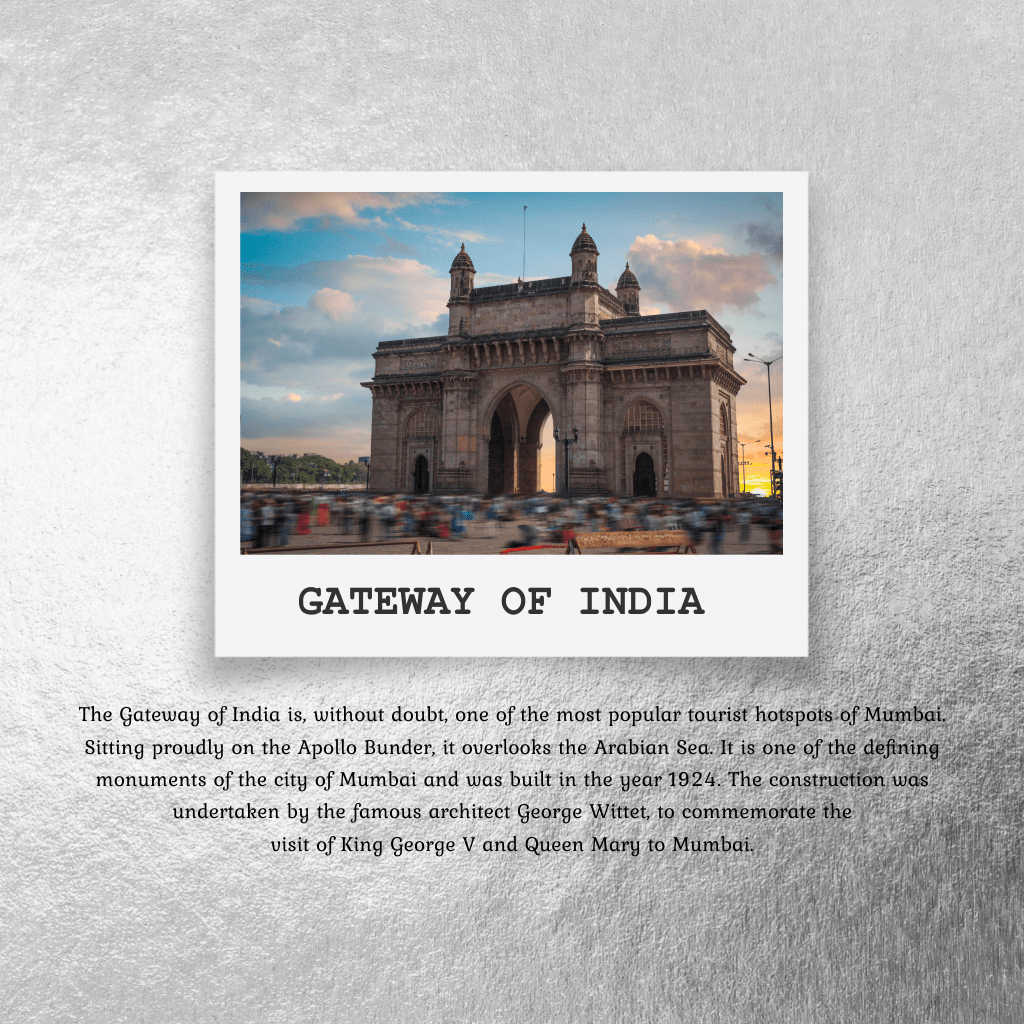 GATEWAY OF INDIA
The Gateway of India is, without doubt, one of the most popular tourist hotspots of Mumbai.
Sitting proudly on the Apollo Bunder, it overlooks the Arabian Sea. It is one of the defining
monuments of the city of Mumbai and was built in the year 1924. The construction was
undertaken by the famous architect George Wittet, to commemorate the
visit of King George V and Queen Mary to Mumbai.